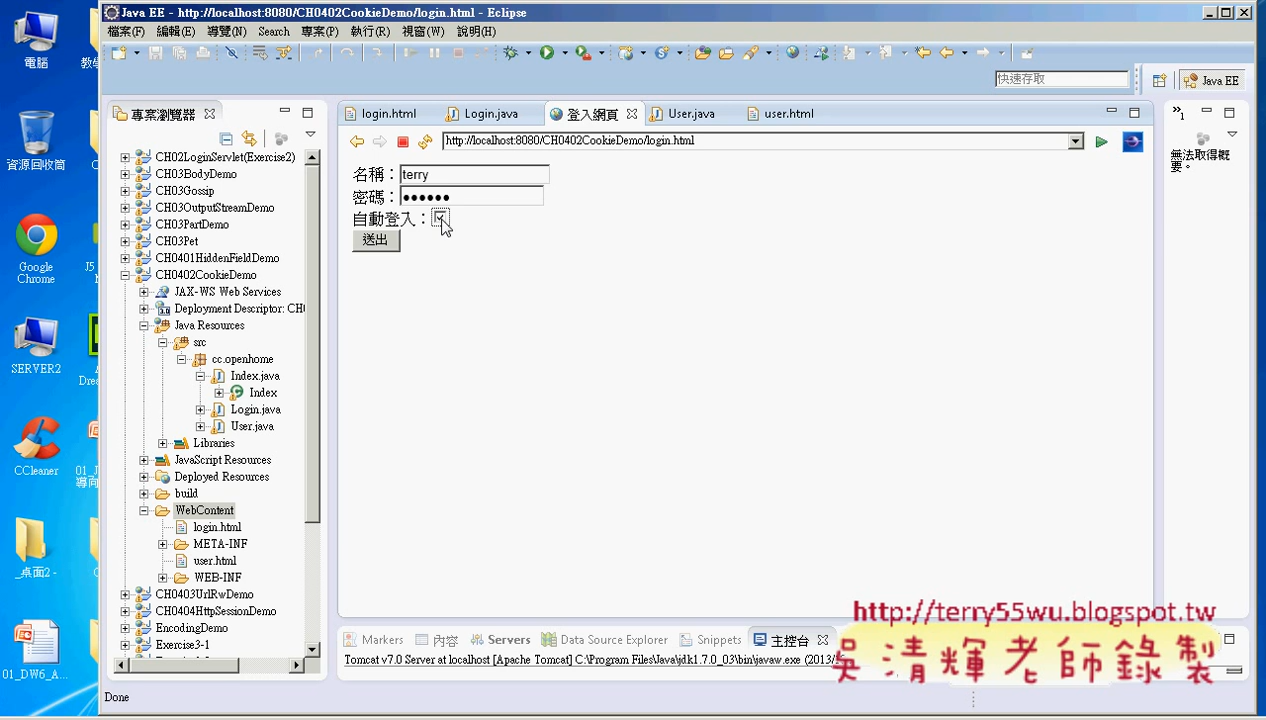 Java EE - http://localhost:8080/CH0402CookieDemo/login.html - Eclipse
檔案(F) 編輯(E) 導覽(N) Search 專案(P) 執行(R) 視窗(W) 說明(H)
快速存取
Java EE
專案瀏覽器
login.html Login.java 登入網頁 User.java user.html
http://localhost:8080/CH0402CookieDemo/login.html
名稱：terry
密碼：••••••
自動登入：
送出
無法取得概要。
CH02LoginServlet(Exercise2)
CH03BodyDemo
CH03Gossip
CH03OutputStreamDemo
CH03PartDemo
CH03Pet
CH0401HiddenFieldDemo
CH0402CookieDemo
JAX-WS Web Services
Deployment Descriptor: CH0
Java Resources
src
cc.openhome
Index.java
Index
Login.java
User.java
Libraries
JavaScript Resources
Deployed Resources
build
WebContent
login.html
META-INF
user.html
WEB-INF
CH0403UrlRwDemo
CH0404HttpSessionDemo
EncodingDemo
Exercise3-1
Markers 內容 Servers Data Source Explorer Snippets 主控台
Tomcat v7.0 Server at localhost [Apache Tomcat] C:\Program Files\Java\jdk1.7.0_03\bin\javaw.exe (2013/
Done
電腦
資源回收筒
Google
Chrome
SERVER2
CCleaner
_桌面2 -
01_DW6_A...
http://terry55wu.blogspot.tw
吳清輝老師錄製